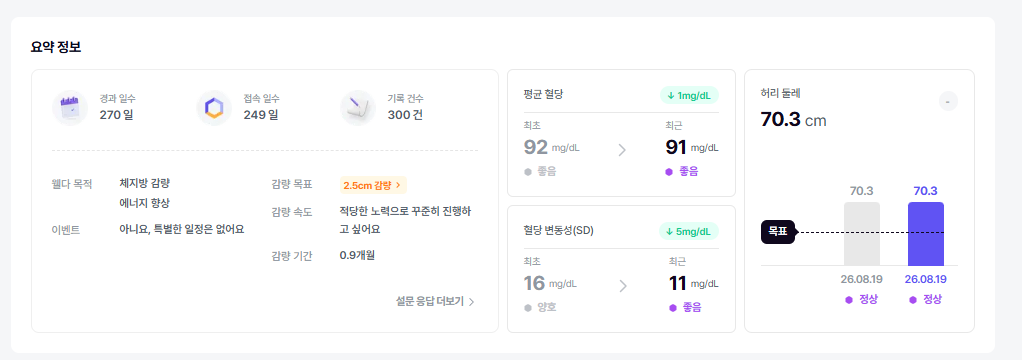 요약 정보
경과 일수
270 일
접속 일수
249 일
기록 건수
300 건
웰다 목적
체지방 감량
에너지 향상
이벤트
아니요, 특별한 일정은 없어요
감량 목표
2.5cm 감량 >
감량 속도
적당한 노력으로 꾸준히 진행하
고 싶어요
감량 기간
0.9개월
설문 응답 더보기 >
평균 혈당
↓ 1mg/dL
최초
92 mg/dL
좋음
>
최근
91 mg/dL
좋음
혈당 변동성(SD)
↓ 5mg/dL
최초
16 mg/dL
양호
>
최근
11 mg/dL
좋음
허리 둘레
-
70.3 cm
70.3
70.3
목표
26.08.19
26.08.19
정상
정상